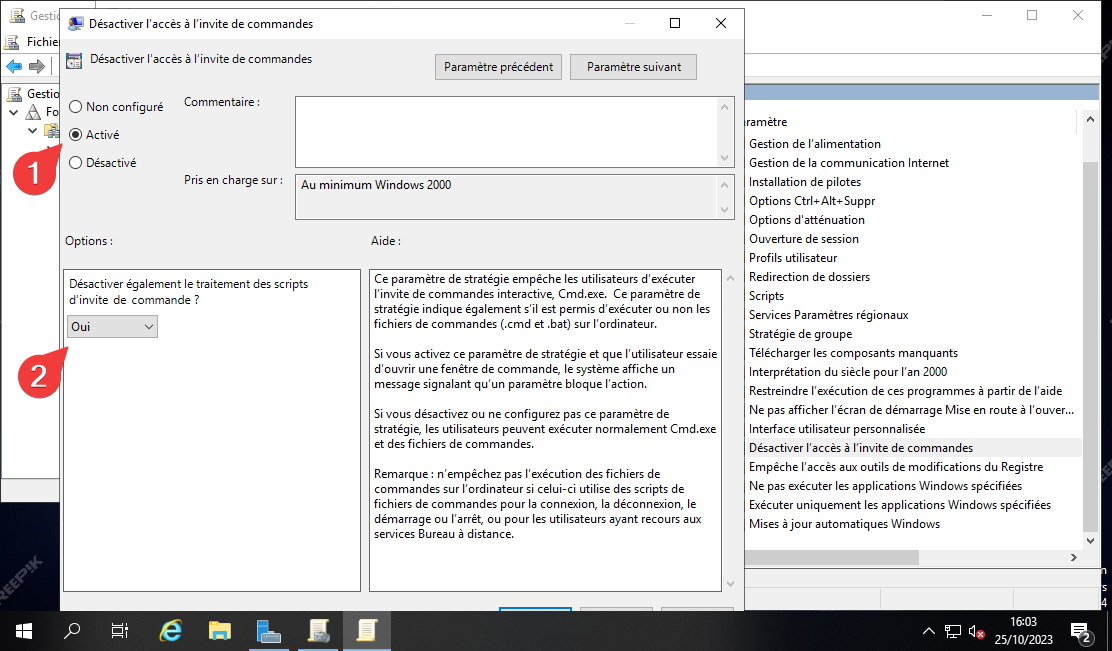 Gesti
Désactiver l'accès à l'invite de commandes
Fichie
Désactiver l'accès à l'invite de commandes
Paramètre précédent
Paramètre suivant
Gestio
Fo
Non configuré
Activé
Désactivé
1
Commentaire :
Pris en charge sur :
Au minimum Windows 2000
Options :
Aide :
Désactiver également le traitement des scripts
d'invite de commande ?
Oui
2
Ce paramètre de stratégie empêche les utilisateurs d'exécuter
l'invite de commandes interactive, Cmd.exe. Ce paramètre de
stratégie indique également s'il est permis d'exécuter ou non les
fichiers de commandes (.cmd et .bat) sur l'ordinateur.
Si vous activez ce paramètre de stratégie et que l'utilisateur essaie
d'ouvrir une fenêtre de commande, le système affiche un
message signalant qu'un paramètre bloque l'action.
Si vous désactivez ou ne configurez pas ce paramètre de
stratégie, les utilisateurs peuvent exécuter normalement Cmd.exe
et des fichiers de commandes.
Remarque : n'empêchez pas l'exécution des fichiers de
commandes sur l'ordinateur si celui-ci utilise des scripts de
fichiers de commandes pour la connexion, la déconnexion, le
démarrage ou l'arrêt, ou pour les utilisateurs ayant recours aux
services Bureau à distance.
ramètre
Gestion de l'alimentation
Gestion de la communication Internet
Installation de pilotes
Options Ctrl+Alt+Suppr
Options d'atténuation
Ouverture de session
Profils utilisateur
Redirection de dossiers
Scripts
Services Paramètres régionaux
Stratégie de groupe
Télécharger les composants manquants
Interprétation du siècle pour l'an 2000
Restreindre l'exécution de ces programmes à partir de l'aide
Ne pas afficher l'écran de démarrage Mise en route à l'ouver...
Interface utilisateur personnalisée
Désactiver l'accès à l'invite de commandes
Empêche l'accès aux outils de modifications du Registre
Ne pas exécuter les applications Windows spécifiées
Exécuter uniquement les applications Windows spécifiées
Mises à jour automatiques Windows
16:03
25/10/2023
2